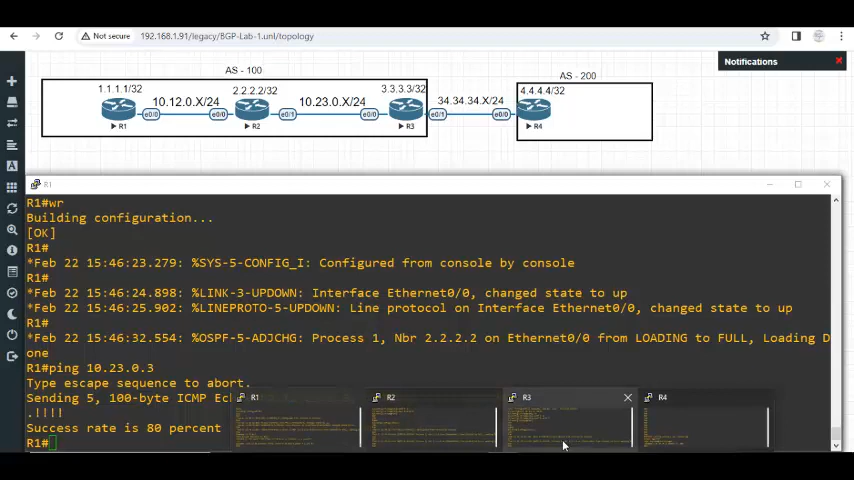 Not secure 192.168.1.91/legacy/BGP-Lab-1.unl/topology
Notifications
AS - 100
AS - 200
1.1.1.1/32
2.2.2.2/32
3.3.3.3/32
4.4.4.4/32
10.12.0.X/24
10.23.0.X/24
34.34.34.X/24
e0/0
e0/0
e0/1
e0/0
e0/1
e0/0
R1
R2
R3
R4
R1
R1#wr
Building configuration...
[OK]
R1#
*Feb 22 15:46:23.279: %SYS-5-CONFIG_I: Configured from console by console
R1#
*Feb 22 15:46:24.898: %LINK-3-UPDOWN: Interface Ethernet0/0, changed state to up
*Feb 22 15:46:25.902: %LINEPROTO-5-UPDOWN: Line protocol on Interface Ethernet0/0, changed state to up
R1#
*Feb 22 15:46:32.554: %OSPF-5-ADJCHG: Process 1, Nbr 2.2.2.2 on Ethernet0/0 from LOADING to FULL, Loading D
one
R1#ping 10.23.0.3
Type escape sequence to abort.
Sending 5, 100-byte ICMP Ec
.!!!!
Success rate is 80 percent
R1#
R1
R2
R3
R4